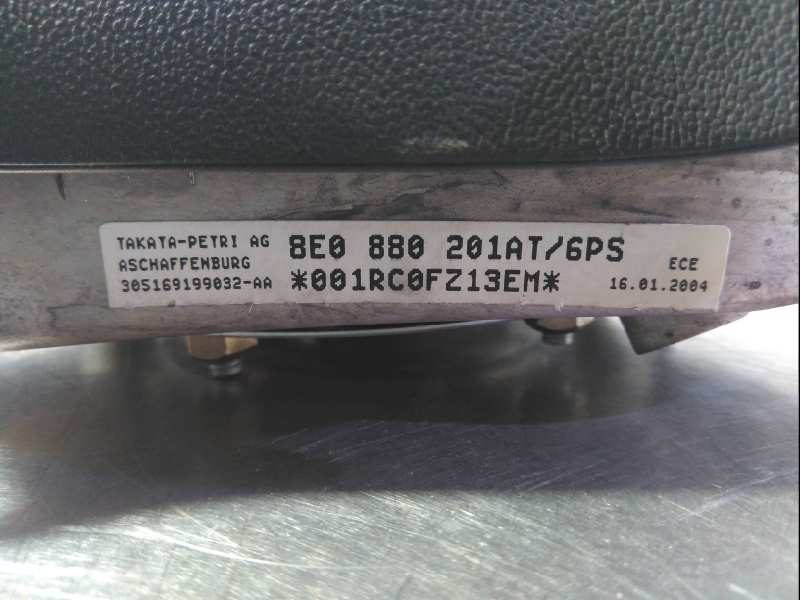 TAKATA-PETRI AG
ASCHAFFENBURG
305169199032-AA
8E0 880 201AT/6PS
*001RC0FZ13EM*
ECE
16.01.2004